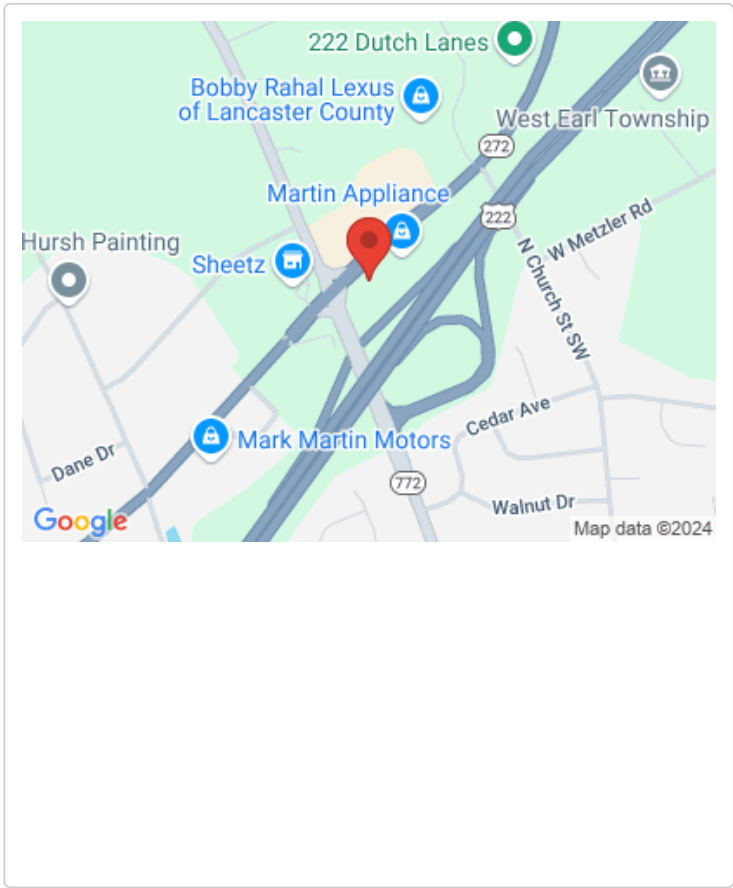 222 Dutch Lanes
Bobby Rahal Lexus
of Lancaster County
West Earl Township
272
Martin Appliance
222
W Metzler Rd
Hursh Painting
Sheetz
N Church St SW
Cedar Ave
Mark Martin Motors
Dane Dr
772
Walnut Dr
Google
Map data ©2024